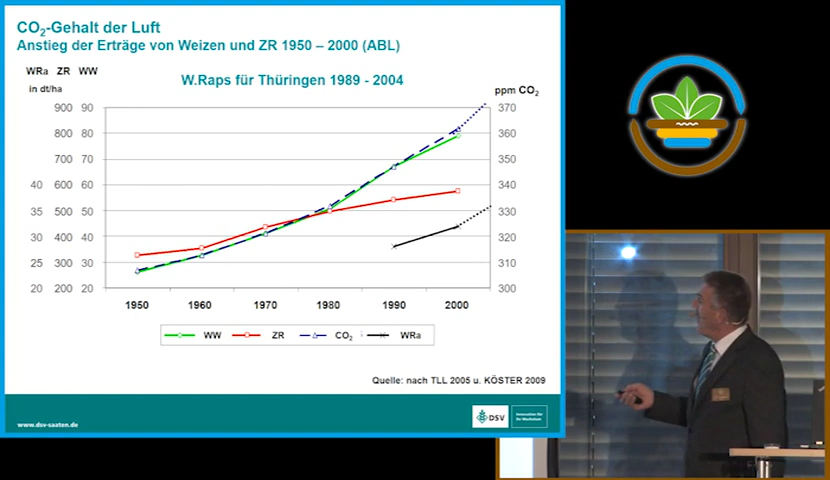 CO₂-Gehalt der Luft
Anstieg der Erträge von Weizen und ZR 1950 – 2000 (ABL)
W.Raps für Thüringen 1989 - 2004
WRa ZR WW
in dt/ha
ppm CO₂
900 90 370
800 80 360
700 70 350
40 600 60 340
35 500 50 330
30 400 40 320
25 300 30 310
20 200 20 300
1950 1960 1970 1980 1990 2000
WW ZR CO₂ WRa
Quelle: nach TLL 2005 u. KÖSTER 2009
www.dsv-saaten.de
DSV
Innovation für
Ihr Wachstum